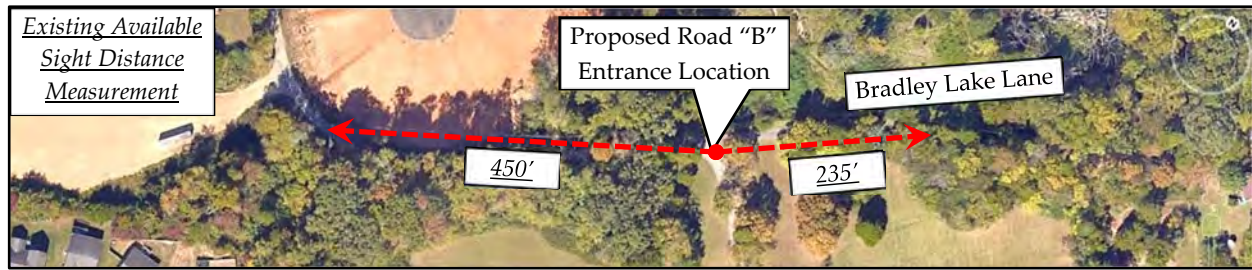 Existing Available
Sight Distance
Measurement
Proposed Road “B”
Entrance Location
Bradley Lake Lane
450’
235’
N